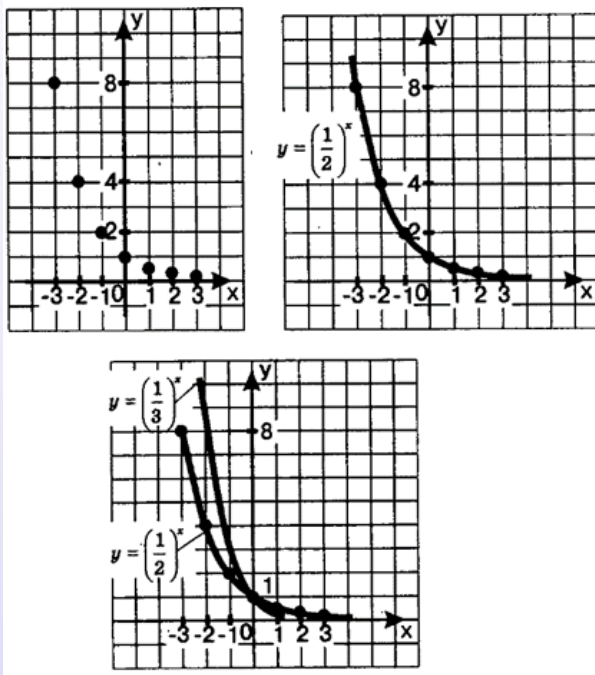 y
8
4
2
-3 -2 -1 0 1 2 3 x
y
8
y = (1/2)^x
4
2
-3 -2 -1 0 1 2 3 x
y
y = (1/3)^x
8
y = (1/2)^x
1
-3 -2 -1 0 1 2 3 x